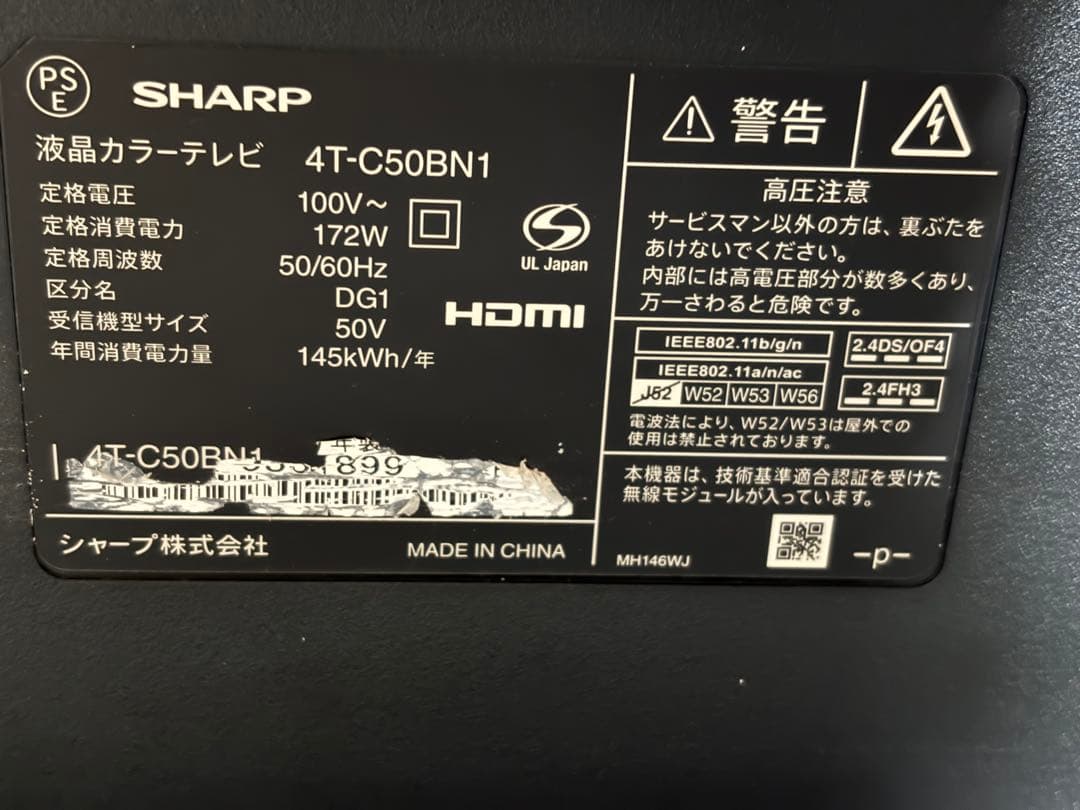 PSE
SHARP
液晶カラーテレビ 4T-C50BN1
定格電圧 100V～
定格消費電力 172W
定格周波数 50/60Hz
区分名 DG1
受信機型サイズ 50V
年間消費電力量 145kWh/年
UL Japan
HDMI
4T-C50BN1
899
シャープ株式会社 MADE IN CHINA
警告
高圧注意
サービスマン以外の方は、裏ぶたを
あけないでください。
内部には高電圧部分が数多くあり、
万一さわると危険です。
IEEE802.11b/g/n
IEEE802.11a/n/ac
J52 W52 W53 W56
2.4DS/OF4
2.4FH3
電波法により、W52/W53は屋外での
使用は禁止されております。
本機器は、技術基準適合認証を受けた
無線モジュールが入っています。
MH146WJ
-p-